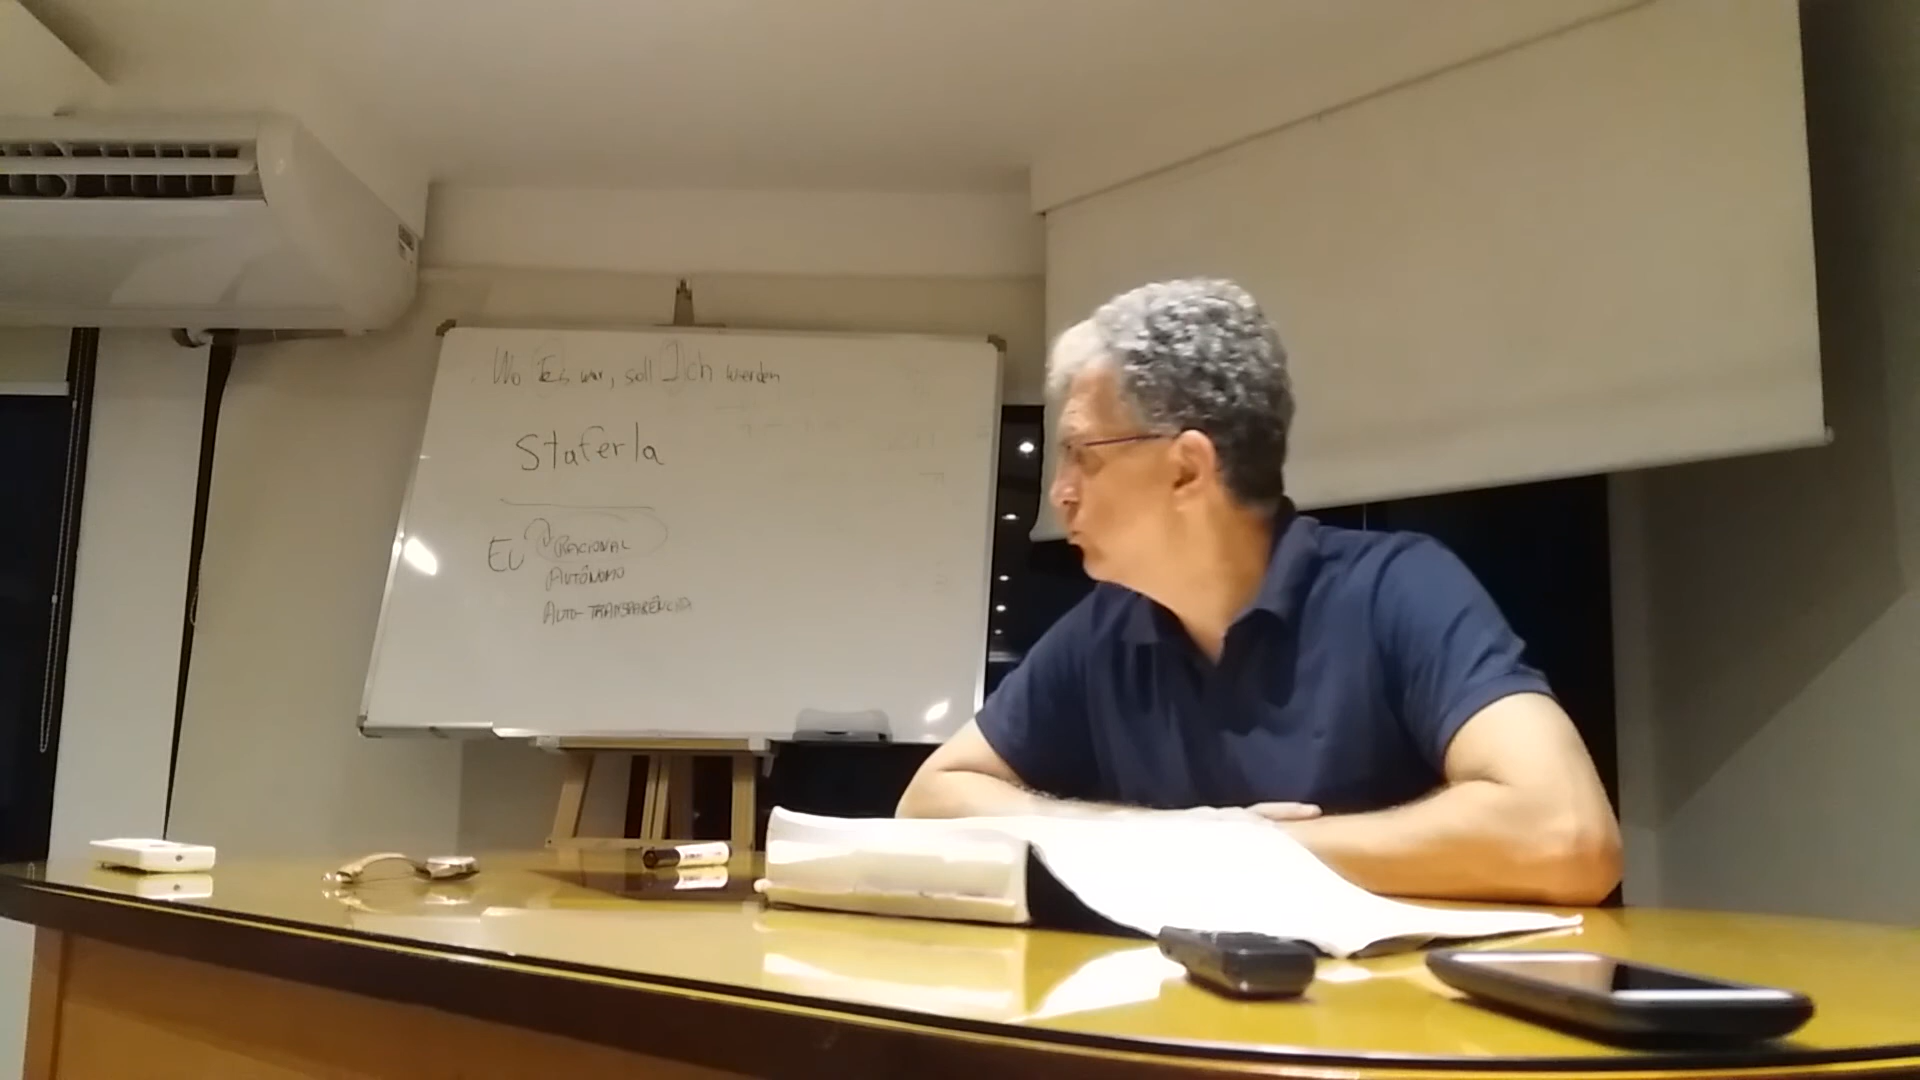 Wo Es war, soll Ich werden
Staferla
Eu RACIONAL
AUTÔNOMO
AUTO-TRANSPARÊNCIA